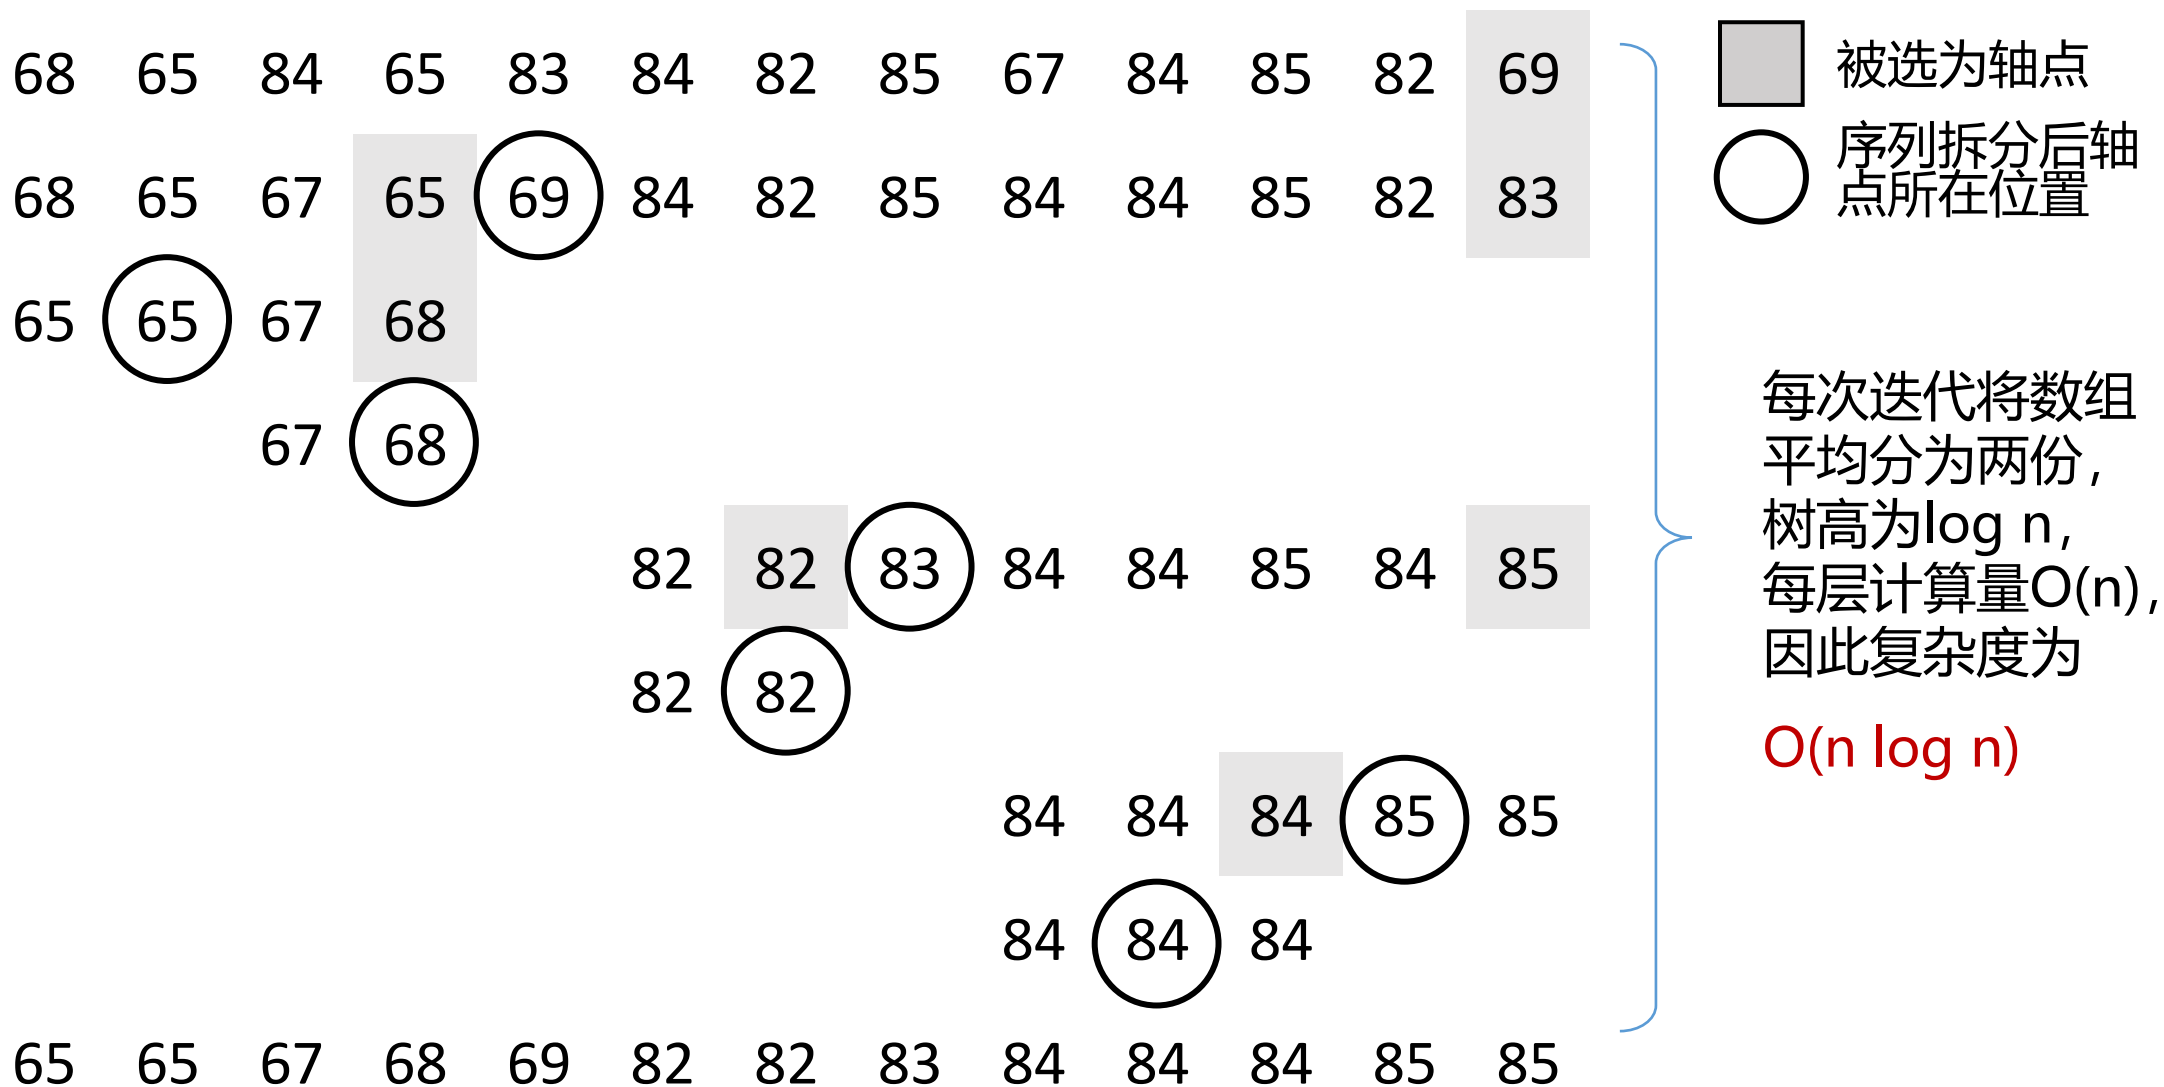 68 65 84 65 83 84 82 85 67 84 85 82 69
68 65 67 65 69 84 82 85 84 84 85 82 83
65 65 67 68
67 68
82 82 83 84 84 85 84 85
82 82
84 84 84 85 85
84 84 84
65 65 67 68 69 82 82 83 84 84 84 85 85
被选为轴点
序列拆分后轴
点所在位置
每次迭代将数组
平均分为两份，
树高为log n，
每层计算量O(n)，
因此复杂度为
O(n log n)